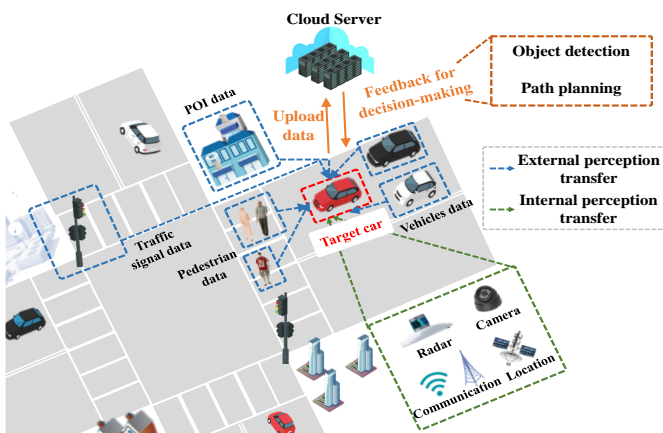 Cloud Server
Object detection
Path planning
Feedback for
decision-making
Upload
data
POI data
External perception
transfer
Internal perception
transfer
Traffic
signal data
Pedestrian
data
Target car
Vehicles data
Radar
Camera
Communication
Location